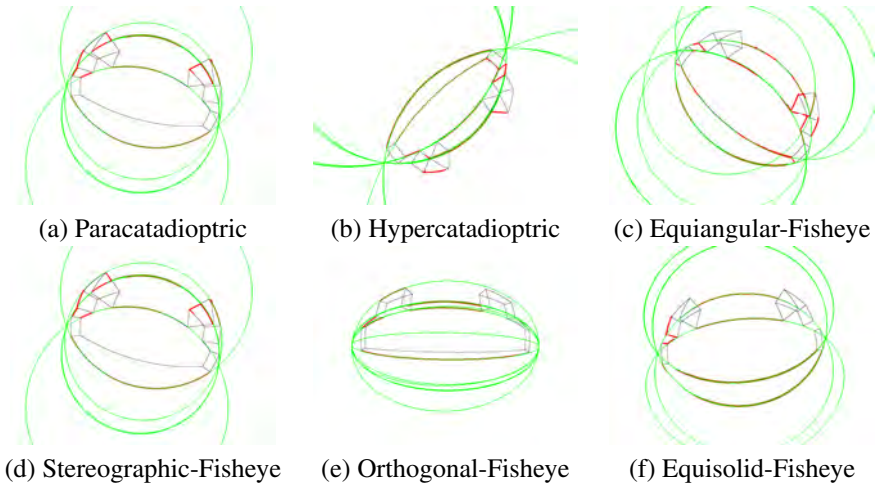 (a) Paracatadioptric (b) Hypercatadioptric (c) Equiangular-Fisheye
(d) Stereographic-Fisheye (e) Orthogonal-Fisheye (f) Equisolid-Fisheye